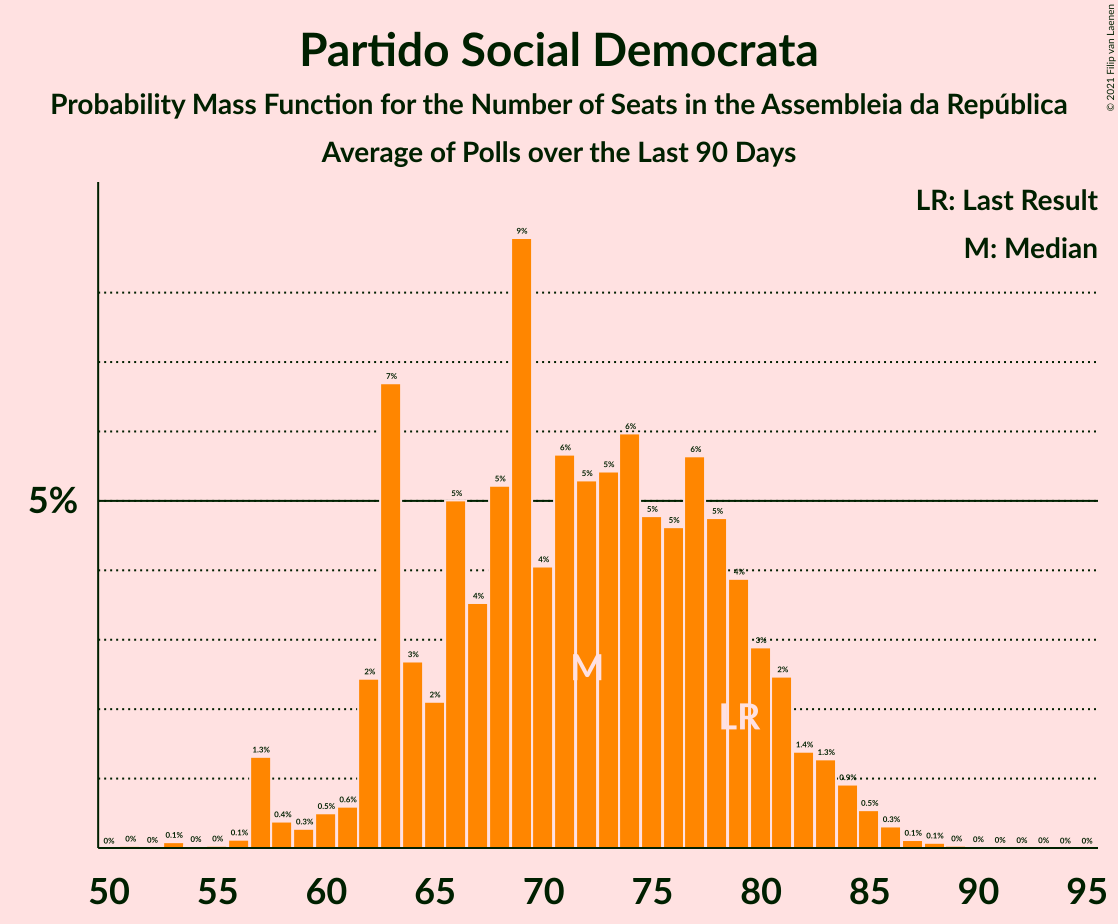 Partido Social Democrata
Probability Mass Function for the Number of Seats in the Assembleia da República
Average of Polls over the Last 90 Days
© 2021 Filip van Laenen
LR: Last Result
M: Median
5%
0% 0% 0% 0.1% 0% 0% 0.1% 1.3% 0.4% 0.3% 0.5% 0.6% 2% 7% 3% 2% 5% 4% 5% 9% 4% 6% 5% 5% 6% 5% 5% 6% 5% 4% 3% 2% 1.4% 1.3% 0.9% 0.5% 0.3% 0.1% 0.1% 0% 0% 0% 0% 0% 0% 0%
M
LR
50 55 60 65 70 75 80 85 90 95